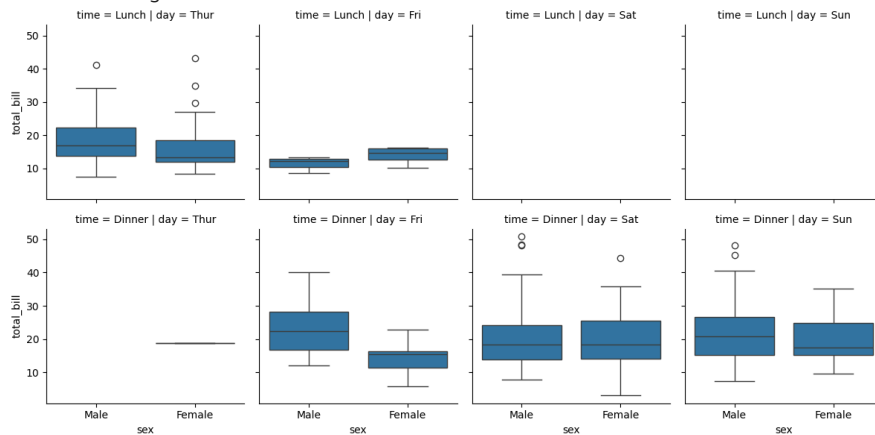 time = Lunch | day = Thur
time = Lunch | day = Fri
time = Lunch | day = Sat
time = Lunch | day = Sun
50
40
30
20
10
total_bill
time = Dinner | day = Thur
time = Dinner | day = Fri
time = Dinner | day = Sat
time = Dinner | day = Sun
50
40
30
20
10
total_bill
Male
Female
Male
Female
Male
Female
Male
Female
sex
sex
sex
sex